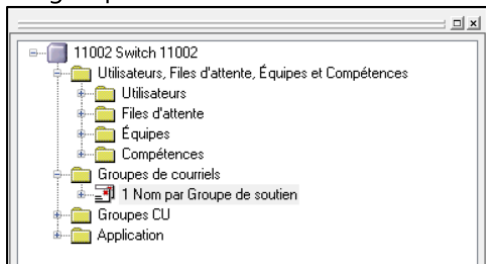 11002 Switch 11002
Utilisateurs, Files d'attente, Équipes et Compétences
Utilisateurs
Files d'attente
Équipes
Compétences
Groupes de courriels
1 Nom par Groupe de soutien
Groupes CU
Application